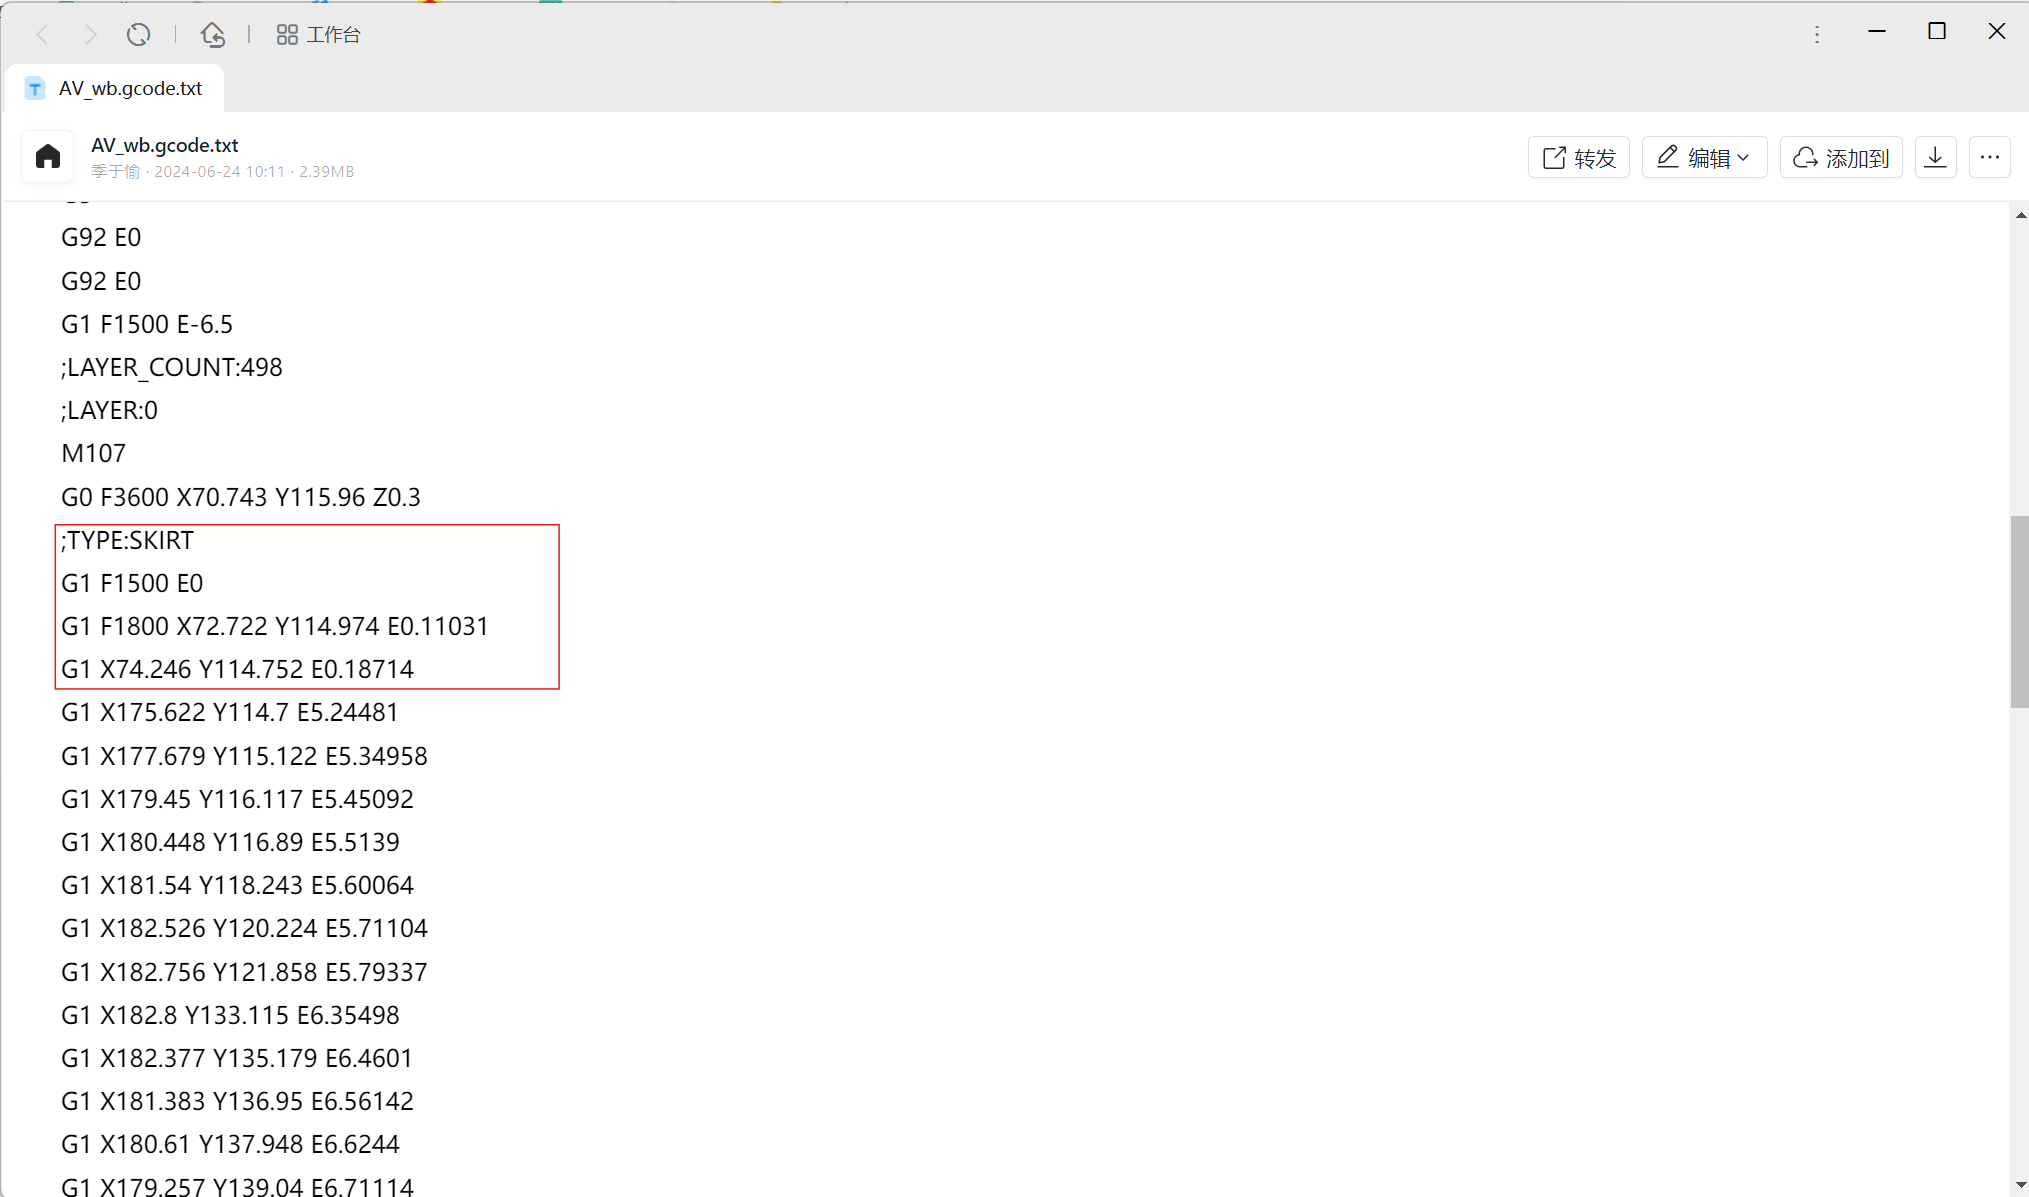 工作台
AV_wb.gcode.txt
AV_wb.gcode.txt
季于愉 · 2024-06-24 10:11 · 2.39MB
转发
编辑
添加到
G92 E0
G92 E0
G1 F1500 E-6.5
;LAYER_COUNT:498
;LAYER:0
M107
G0 F3600 X70.743 Y115.96 Z0.3
;TYPE:SKIRT
G1 F1500 E0
G1 F1800 X72.722 Y114.974 E0.11031
G1 X74.246 Y114.752 E0.18714
G1 X175.622 Y114.7 E5.24481
G1 X177.679 Y115.122 E5.34958
G1 X179.45 Y116.117 E5.45092
G1 X180.448 Y116.89 E5.5139
G1 X181.54 Y118.243 E5.60064
G1 X182.526 Y120.224 E5.71104
G1 X182.756 Y121.858 E5.79337
G1 X182.8 Y133.115 E6.35498
G1 X182.377 Y135.179 E6.4601
G1 X181.383 Y136.95 E6.56142
G1 X180.61 Y137.948 E6.6244
G1 X179.257 Y139.04 E6.71114